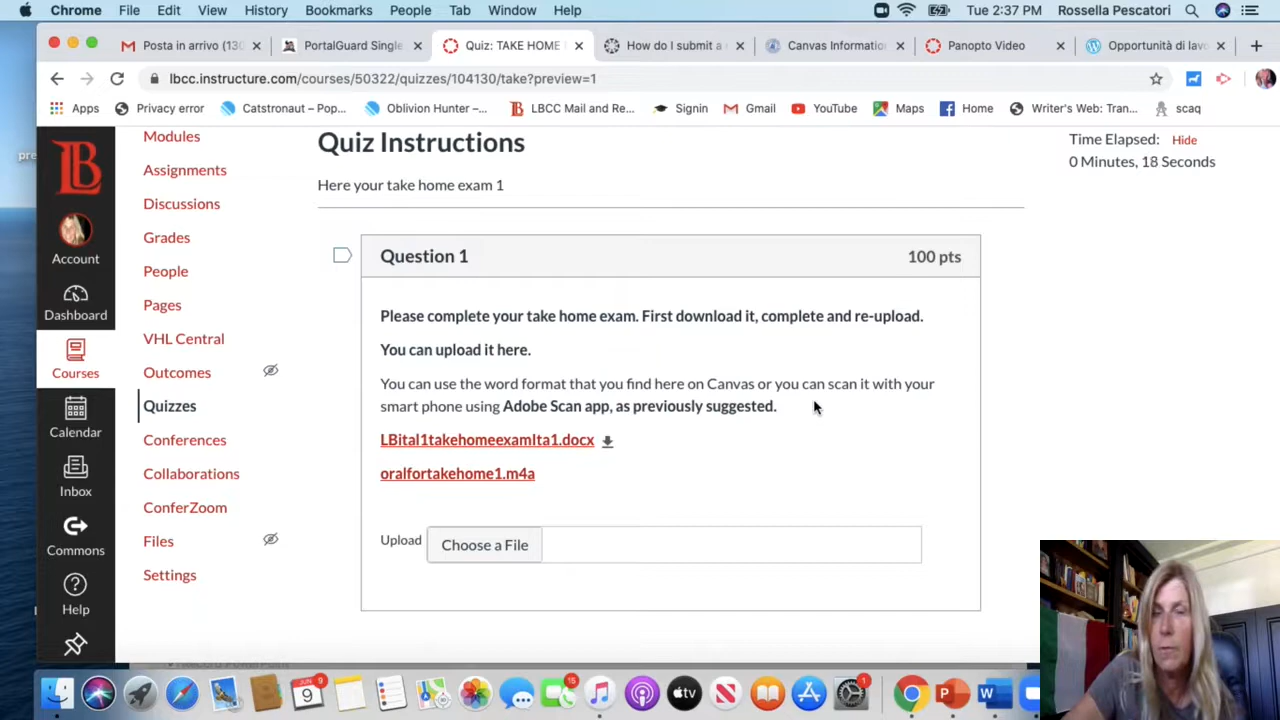 Chrome File Edit View History Bookmarks People Tab Window Help Tue 2:37 PM Rossella Pescatori
Posta in arrivo (130 PortalGuard Single Quiz: TAKE HOME How do I submit a Canvas Informatio Panopto Video Opportunità di lavo
lbcc.instructure.com/courses/50322/quizzes/104130/take?preview=1
Apps Privacy error Catstronaut – Pop... Oblivion Hunter –... LBCC Mail and Re... Signin Gmail YouTube Maps Home Writer's Web: Tran... scaq
LB
Account
Dashboard
Courses
Calendar
Inbox
Commons
Help
Modules
Assignments
Discussions
Grades
People
Pages
VHL Central
Outcomes
Quizzes
Conferences
Collaborations
ConferZoom
Files
Settings
Quiz Instructions
Here your take home exam 1
Time Elapsed: Hide
0 Minutes, 18 Seconds
Question 1 100 pts
Please complete your take home exam. First download it, complete and re-upload.
You can upload it here.
You can use the word format that you find here on Canvas or you can scan it with your
smart phone using Adobe Scan app, as previously suggested.
LBital1takehomeexamIta1.docx
oralfortakehome1.m4a
Upload Choose a File
9 9 15 tv 1 P W